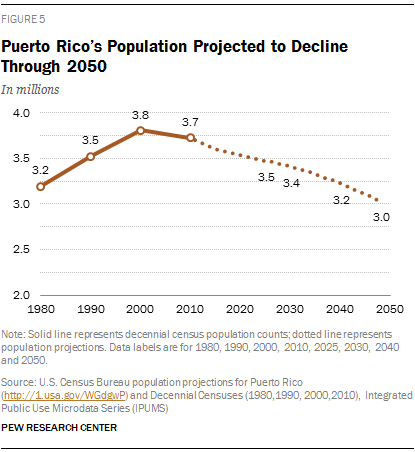 FIGURE 5
Puerto Rico's Population Projected to Decline
Through 2050
In millions
4.0
3.5
3.0
2.5
2.0
3.2
3.5
3.8
3.7
3.5
3.4
3.2
3.0
1980 1990 2000 2010 2020 2030 2040 2050
Note: Solid line represents decennial census population counts; dotted line represents
population projections. Data labels are for 1980, 1990, 2000, 2010, 2025, 2030, 2040
and 2050.
Source: U.S. Census Bureau population projections for Puerto Rico
(http://1.usa.gov/WGdgwP) and Decennial Censuses (1980,1990, 2000,2010), Integrated
Public Use Microdata Series (IPUMS)
PEW RESEARCH CENTER